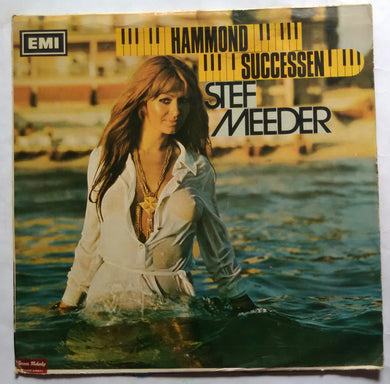 EMI
HAMMOND
SUCCESSEN
STEF
MEEDER